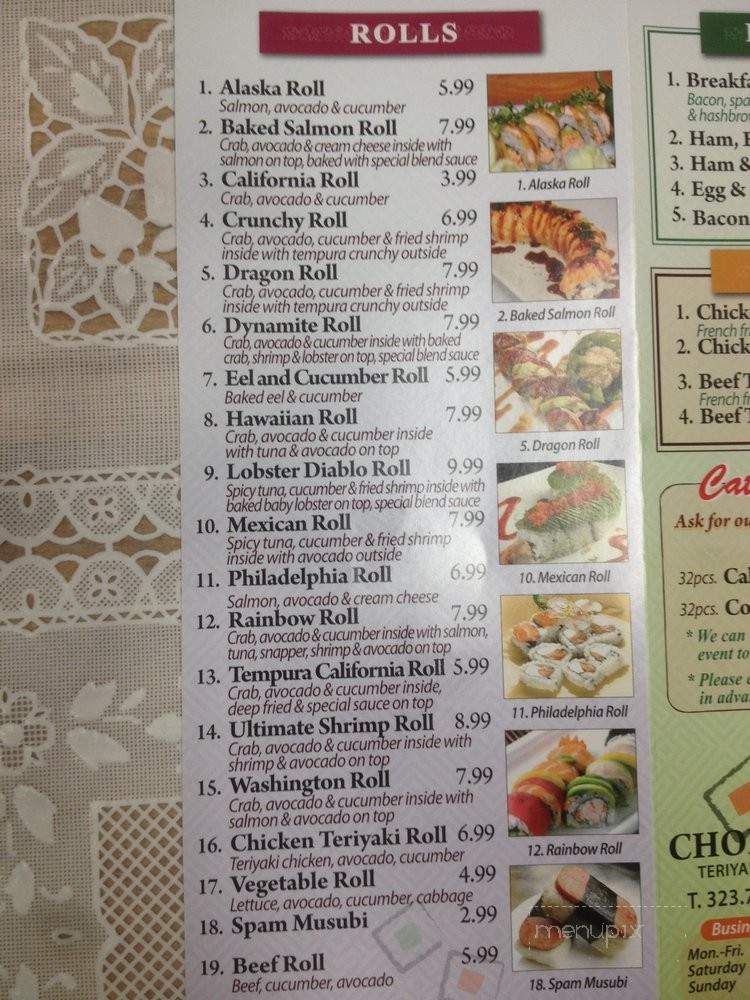 ROLLS
1. Alaska Roll 5.99
Salmon, avocado & cucumber
2. Baked Salmon Roll 7.99
Crab, avocado & cream cheese inside with
salmon on top, baked with special blend sauce
3. California Roll 3.99
Crab, avocado & cucumber
4. Crunchy Roll 6.99
Crab, avocado, cucumber & fried shrimp
inside with tempura crunchy outside
5. Dragon Roll 7.99
Crab, avocado, cucumber & fried shrimp
inside with tempura crunchy outside
6. Dynamite Roll 7.99
Crab, avocado & cucumber inside with baked
crab, shrimp & lobster on top, special blend sauce
7. Eel and Cucumber Roll 5.99
Baked eel & cucumber
8. Hawaiian Roll 7.99
Crab, avocado & cucumber inside
with tuna & avocado on top
9. Lobster Diablo Roll 9.99
Spicy tuna, cucumber & fried shrimp inside with
baked baby lobster on top, special blend sauce
10. Mexican Roll 7.99
Spicy tuna, cucumber & fried shrimp
inside with avocado outside
11. Philadelphia Roll 6.99
Salmon, avocado & cream cheese
12. Rainbow Roll 7.99
Crab, avocado & cucumber inside with salmon,
tuna, snapper, shrimp & avocado on top
13. Tempura California Roll 5.99
Crab, avocado & cucumber inside,
deep fried & special sauce on top
14. Ultimate Shrimp Roll 8.99
Crab, avocado & cucumber inside with
shrimp & avocado on top
15. Washington Roll 7.99
Crab, avocado & cucumber inside with
salmon & avocado on top
16. Chicken Teriyaki Roll 6.99
Teriyaki chicken, avocado, cucumber
17. Vegetable Roll 4.99
Lettuce, avocado, cucumber, cabbage
18. Spam Musubi 2.99
19. Beef Roll 5.99
Beef, cucumber, avocado
1. Alaska Roll
2. Baked Salmon Roll
5. Dragon Roll
10. Mexican Roll
11. Philadelphia Roll
12. Rainbow Roll
menupix
18. Spam Musubi
1. Breakfa
Bacon, spa
& hashbro
2. Ham,
3. Ham &
4. Egg &
5. Bacon
1. Chick
French fr
2. Chick
3. Beef T
French fr
4. Beef T
Cat
Ask for ou
32pcs. Cal
32pcs. Co
* We can
event to
* Please
in adva
CHO
TERIYA
T. 323.7
Busin
Mon.-Fri.
Saturday
Sunday